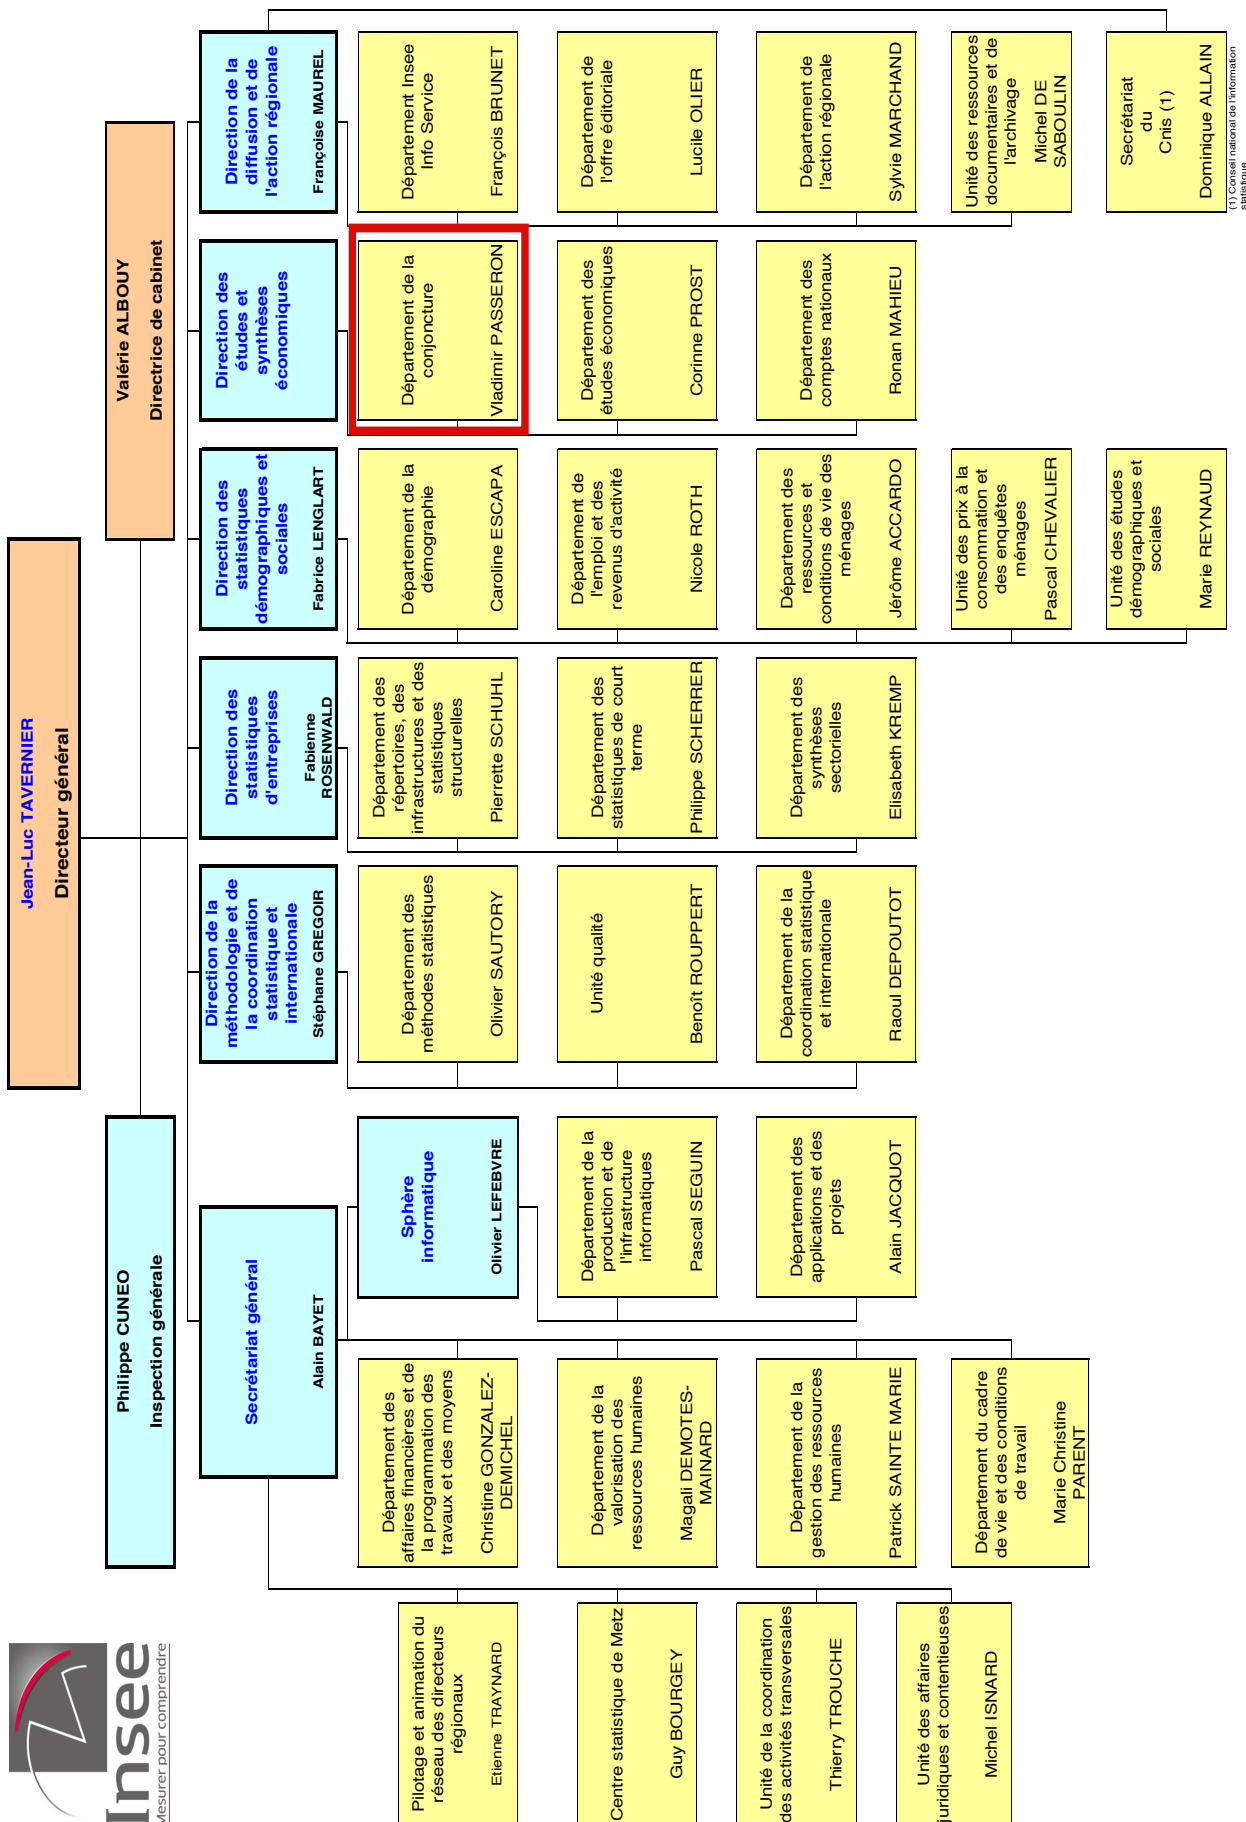 Insee
Mesurer pour comprendre
Jean-Luc TAVERNIER
Directeur général
Philippe CUNEO
Inspection générale
Valérie ALBOUY
Directrice de cabinet
Secrétariat général
Alain BAYET
Direction de la
méthodologie et de
la coordination
statistique et
internationale
Stéphane GREGOIR
Direction des
statistiques
d'entreprises
Fabienne
ROSENWALD
Direction des
statistiques
démographiques et
sociales
Fabrice LENGLART
Direction des
études et
synthèses
économiques
Direction de la
diffusion et de
l'action régionale
Françoise MAUREL
Pilotage et animation du
réseau des directeurs
régionaux
Etienne TRAYNARD
Département des
affaires financières et de
la programmation des
travaux et des moyens
Christine GONZALEZ-
DEMICHEL
Sphère
informatique
Olivier LEFEBVRE
Département des
méthodes statistiques
Olivier SAUTORY
Département des
répertoires, des
infrastructures et des
statistiques
structurelles
Pierrette SCHUHL
Département de la
démographie
Caroline ESCAPA
Département de la
conjoncture
Vladimir PASSERON
Département Insee
Info Service
François BRUNET
Centre statistique de Metz
Guy BOURGEY
Département de la
valorisation des
ressources humaines
Magali DEMOTES-
MAINARD
Département de la
production et de
l'infrastructure
informatiques
Pascal SEGUIN
Unité qualité
Benoît ROUPPERT
Département des
statistiques de court
terme
Philippe SCHERRER
Département de
l'emploi et des
revenus d'activité
Nicole ROTH
Département des
études économiques
Corinne PROST
Département de
l'offre éditoriale
Lucile OLIER
Unité de la coordination
des activités transversales
Thierry TROUCHE
Département de la
gestion des ressources
humaines
Patrick SAINTE MARIE
Département des
applications et des
projets
Alain JACQUOT
Département de la
coordination statistique
et internationale
Raoul DEPOUTOT
Département des
synthèses
sectorielles
Elisabeth KREMP
Département des
ressources et
conditions de vie des
ménages
Jérôme ACCARDO
Département des
comptes nationaux
Ronan MAHIEU
Département de
l'action régionale
Sylvie MARCHAND
Unité des affaires
juridiques et contentieuses
Michel ISNARD
Département du cadre
de vie et des conditions
de travail
Marie Christine
PARENT
Unité des prix à la
consommation et
des enquêtes
ménages
Pascal CHEVALIER
Unité des ressources
documentaires et de
l'archivage
Michel DE
SABOULIN
Unité des études
démographiques et
sociales
Marie REYNAUD
Secrétariat
du
Cnis (1)
Dominique ALLAIN
(1) Conseil national de l'information
statistique